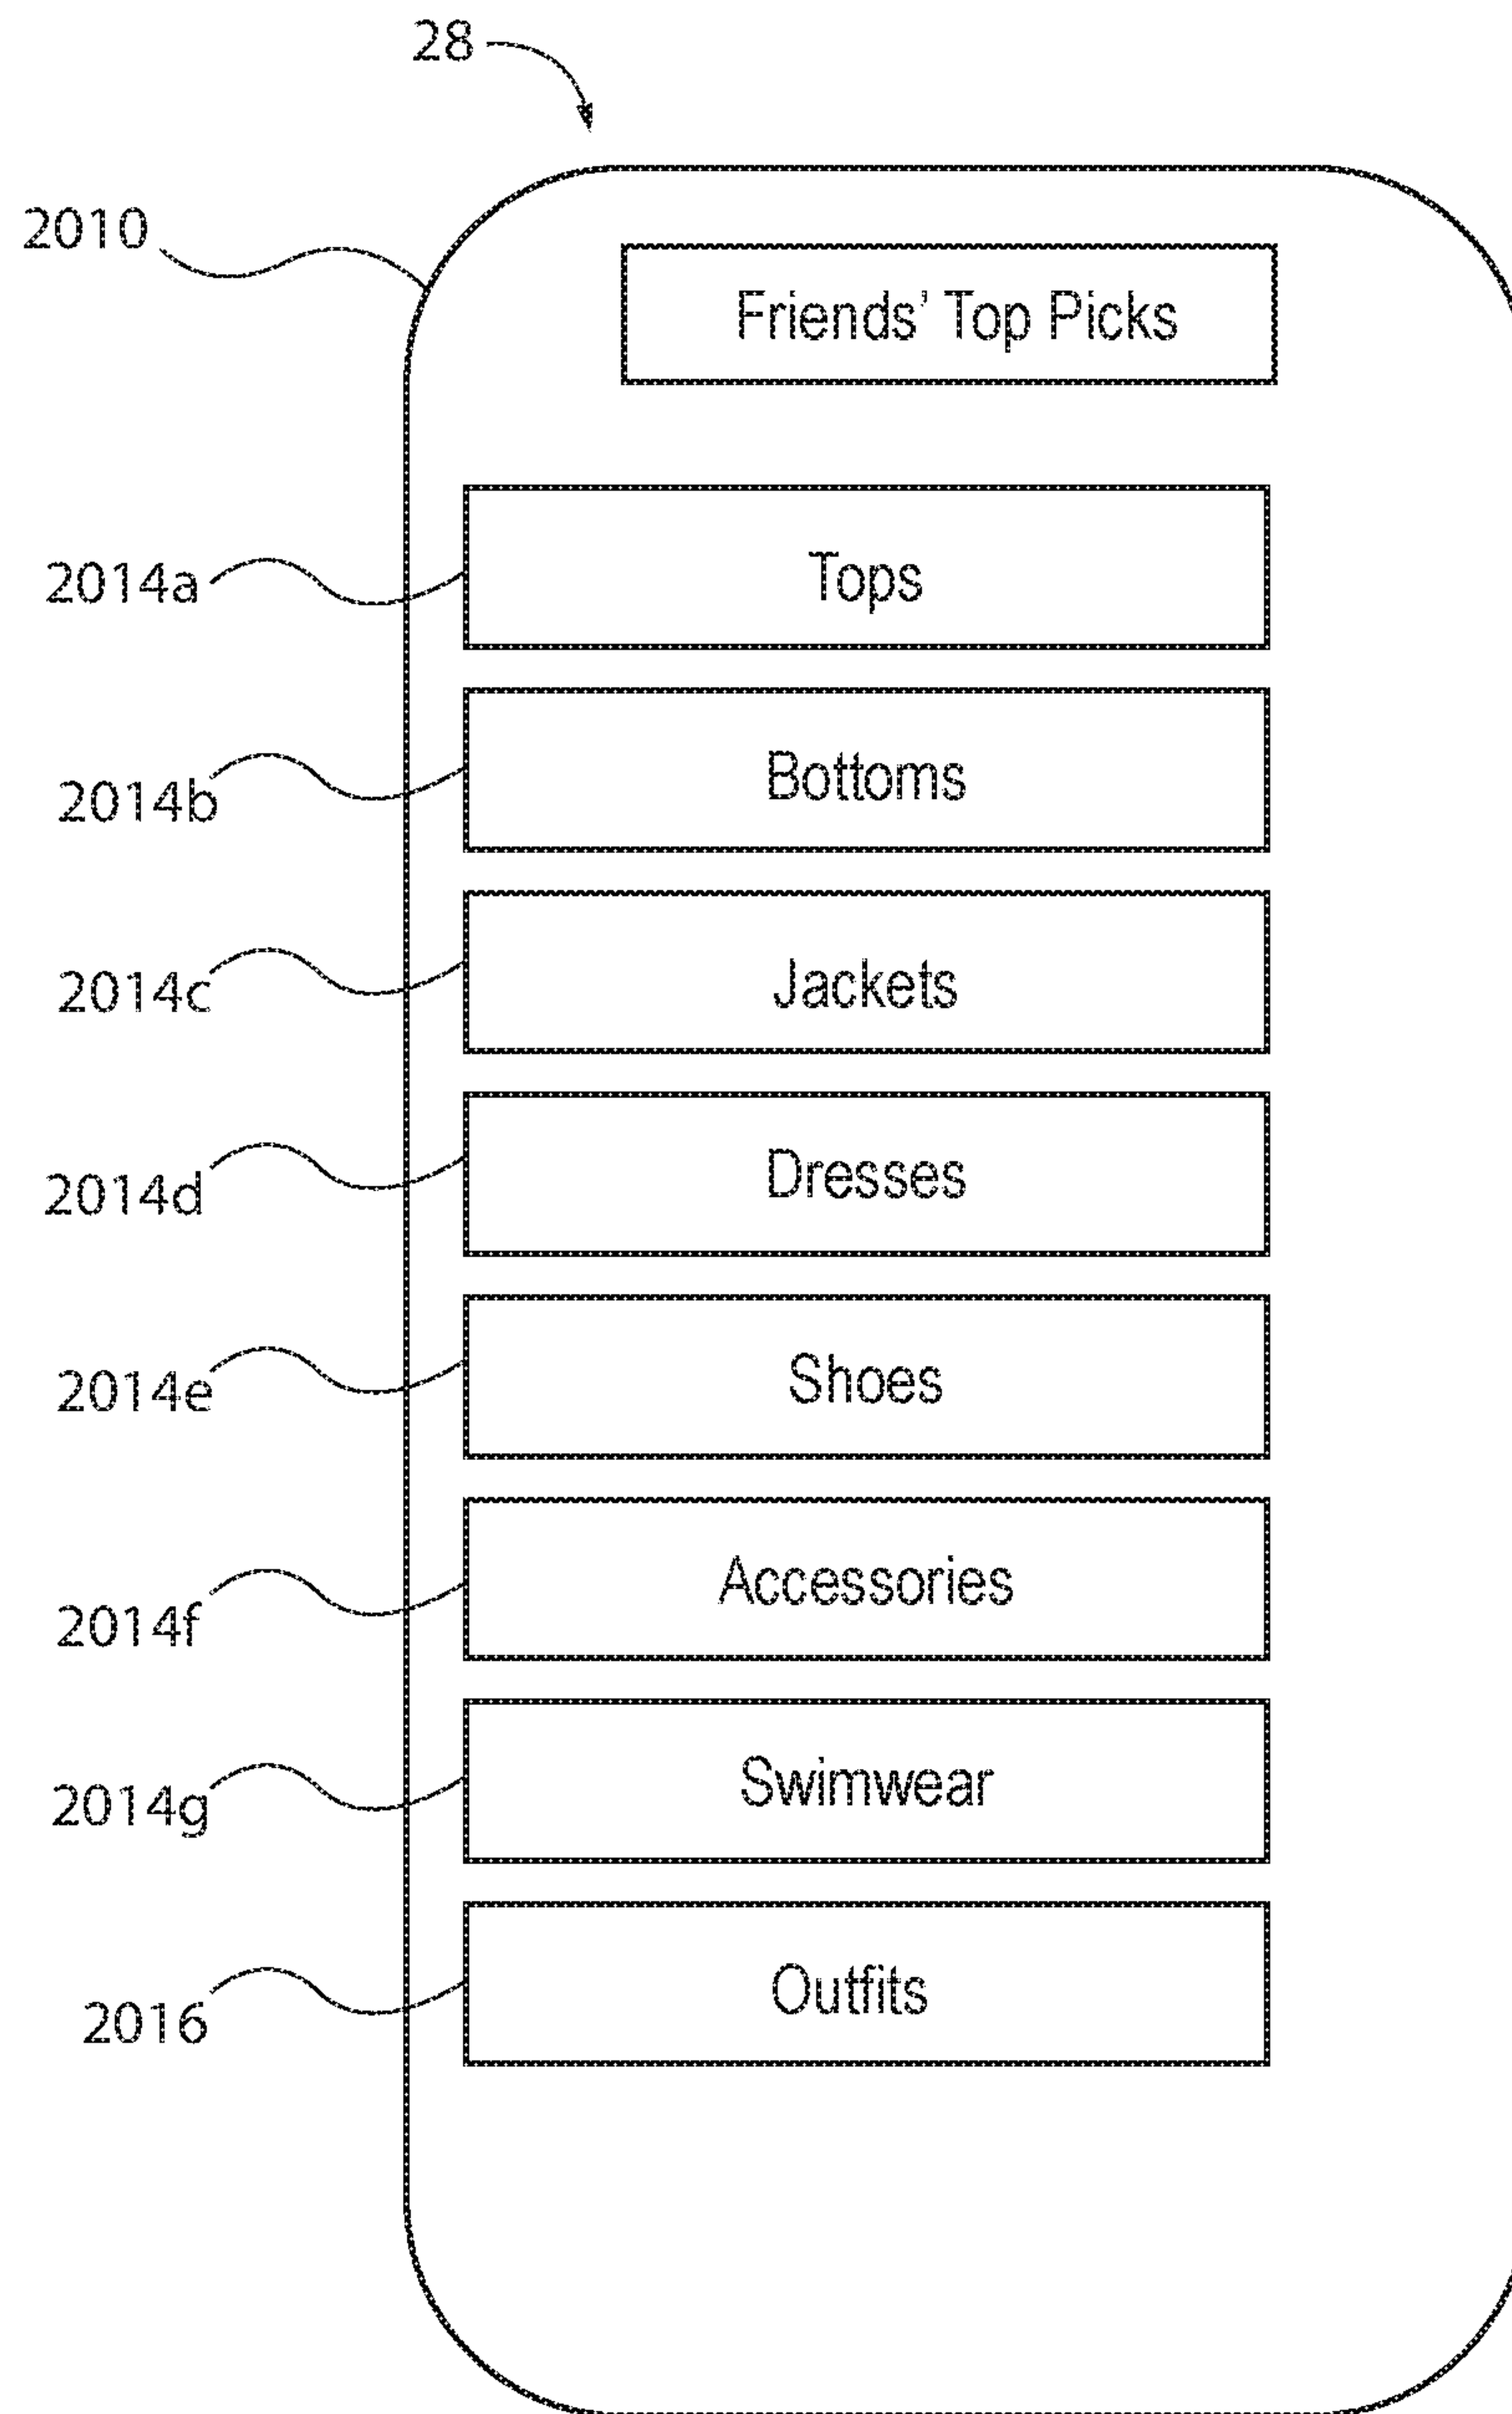 28
2010
Friends' Top Picks
2014a
Tops
2014b
Bottoms
2014c
Jackets
2014d
Dresses
2014e
Shoes
2014f
Accessories
2014g
Swimwear
2016
Outfits